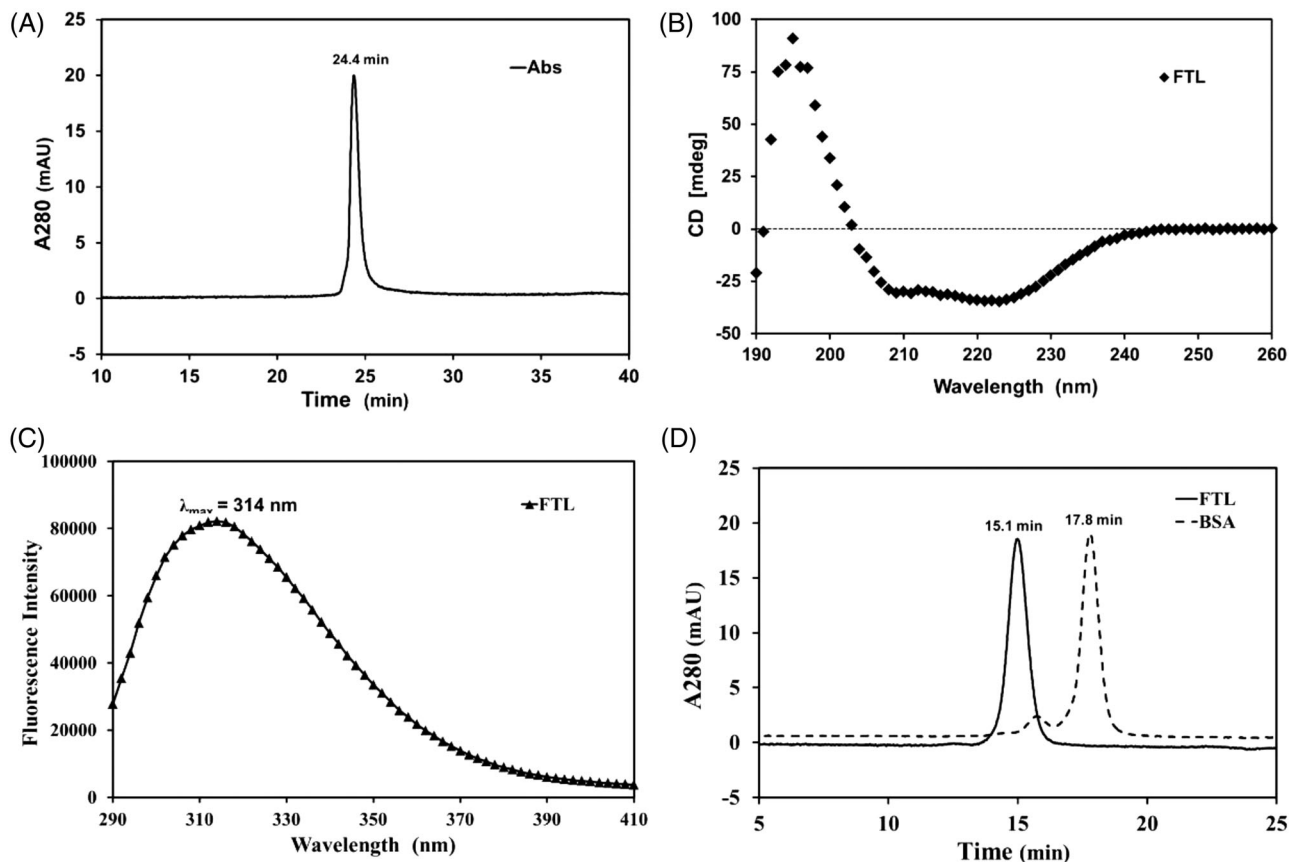 (A)
25
20
15
10
5
0
-5
A280 (mAU)
24.4 min
Abs
10 15 20 25 30 35 40
Time (min)
(B)
100
75
50
25
0
-25
-50
CD [mdeg]
FTL
190 200 210 220 230 240 250 260
Wavelength (nm)
(C)
100000
80000
60000
40000
20000
0
Fluorescence Intensity
λmax = 314 nm
FTL
290 310 330 350 370 390 410
Wavelength (nm)
(D)
25
20
15
10
5
0
-5
A280 (mAU)
15.1 min
17.8 min
FTL
BSA
5 10 15 20 25
Time (min)